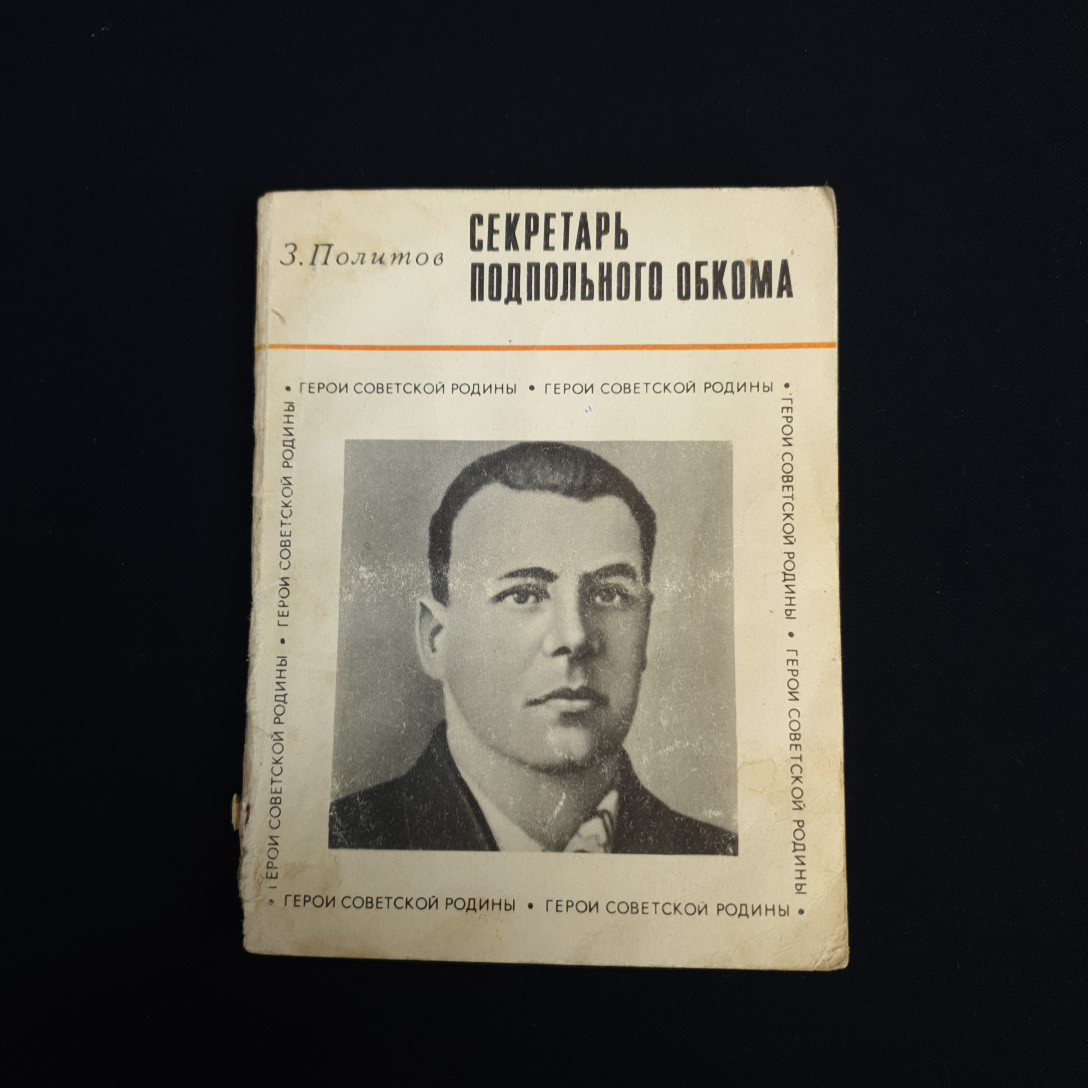 З.Политов
СЕКРЕТАРЬ
ПОДПОЛЬНОГО ОБКОМА
• ГЕРОИ СОВЕТСКОЙ РОДИНЫ • ГЕРОИ СОВЕТСКОЙ РОДИНЫ •
ГЕРОИ СОВЕТСКОЙ РОДИНЫ • ГЕРОИ СОВЕТСКОЙ РОДИНЫ
ГЕРОИ СОВЕТСКОЙ РОДИНЫ • ГЕРОИ СОВЕТСКОЙ РОДИНЫ
• ГЕРОИ СОВЕТСКОЙ РОДИНЫ • ГЕРОИ СОВЕТСКОЙ РОДИНЫ •